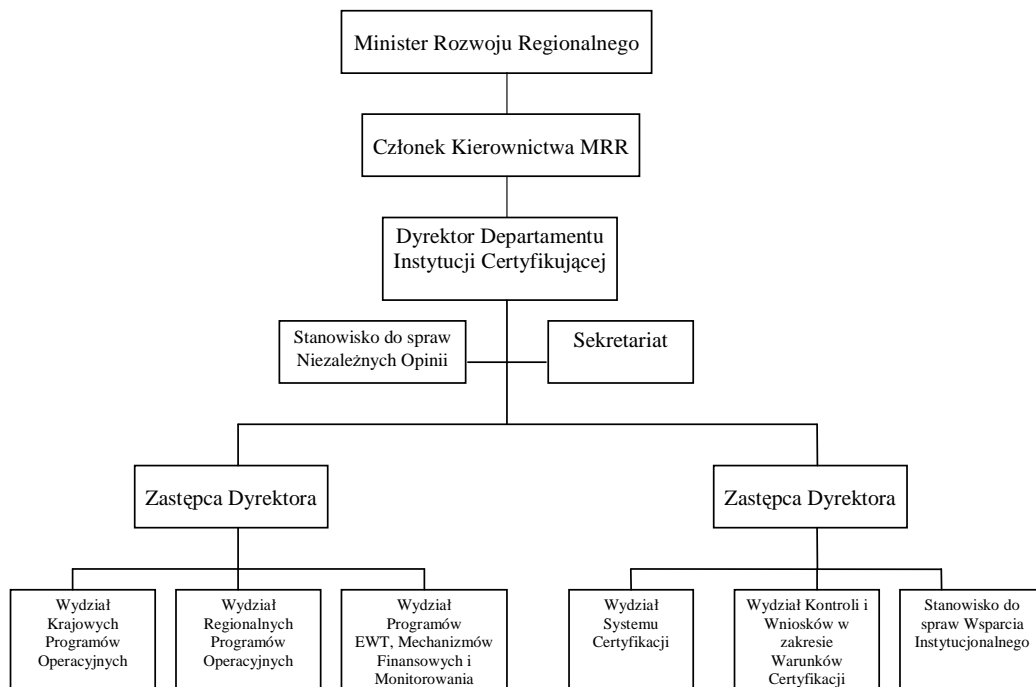 Minister Rozwoju Regionalnego
Członek Kierownictwa MRR
Dyrektor Departamentu
Instytucji Certyfikującej
Stanowisko do spraw
Niezależnych Opinii
Sekretariat
Zastępca Dyrektora
Zastępca Dyrektora
Wydział
Krajowych
Programów
Operacyjnych
Wydział
Regionalnych
Programów
Operacyjnych
Wydział
Programów
EWT, Mechanizmów
Finansowych i
Monitorowania
Wydział
Systemu
Certyfikacji
Wydział Kontroli i
Wniosków w
zakresie
Warunków
Certyfikacji
Stanowisko do
spraw Wsparcia
Instytucjonalnego